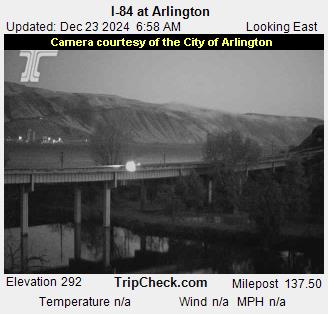 I-84 at Arlington
Updated: Dec 23 2024 6:58 AM Looking East
Camera courtesy of the City of Arlington
Elevation 292 TripCheck.com Milepost 137.50
Temperature n/a Wind n/a MPH n/a